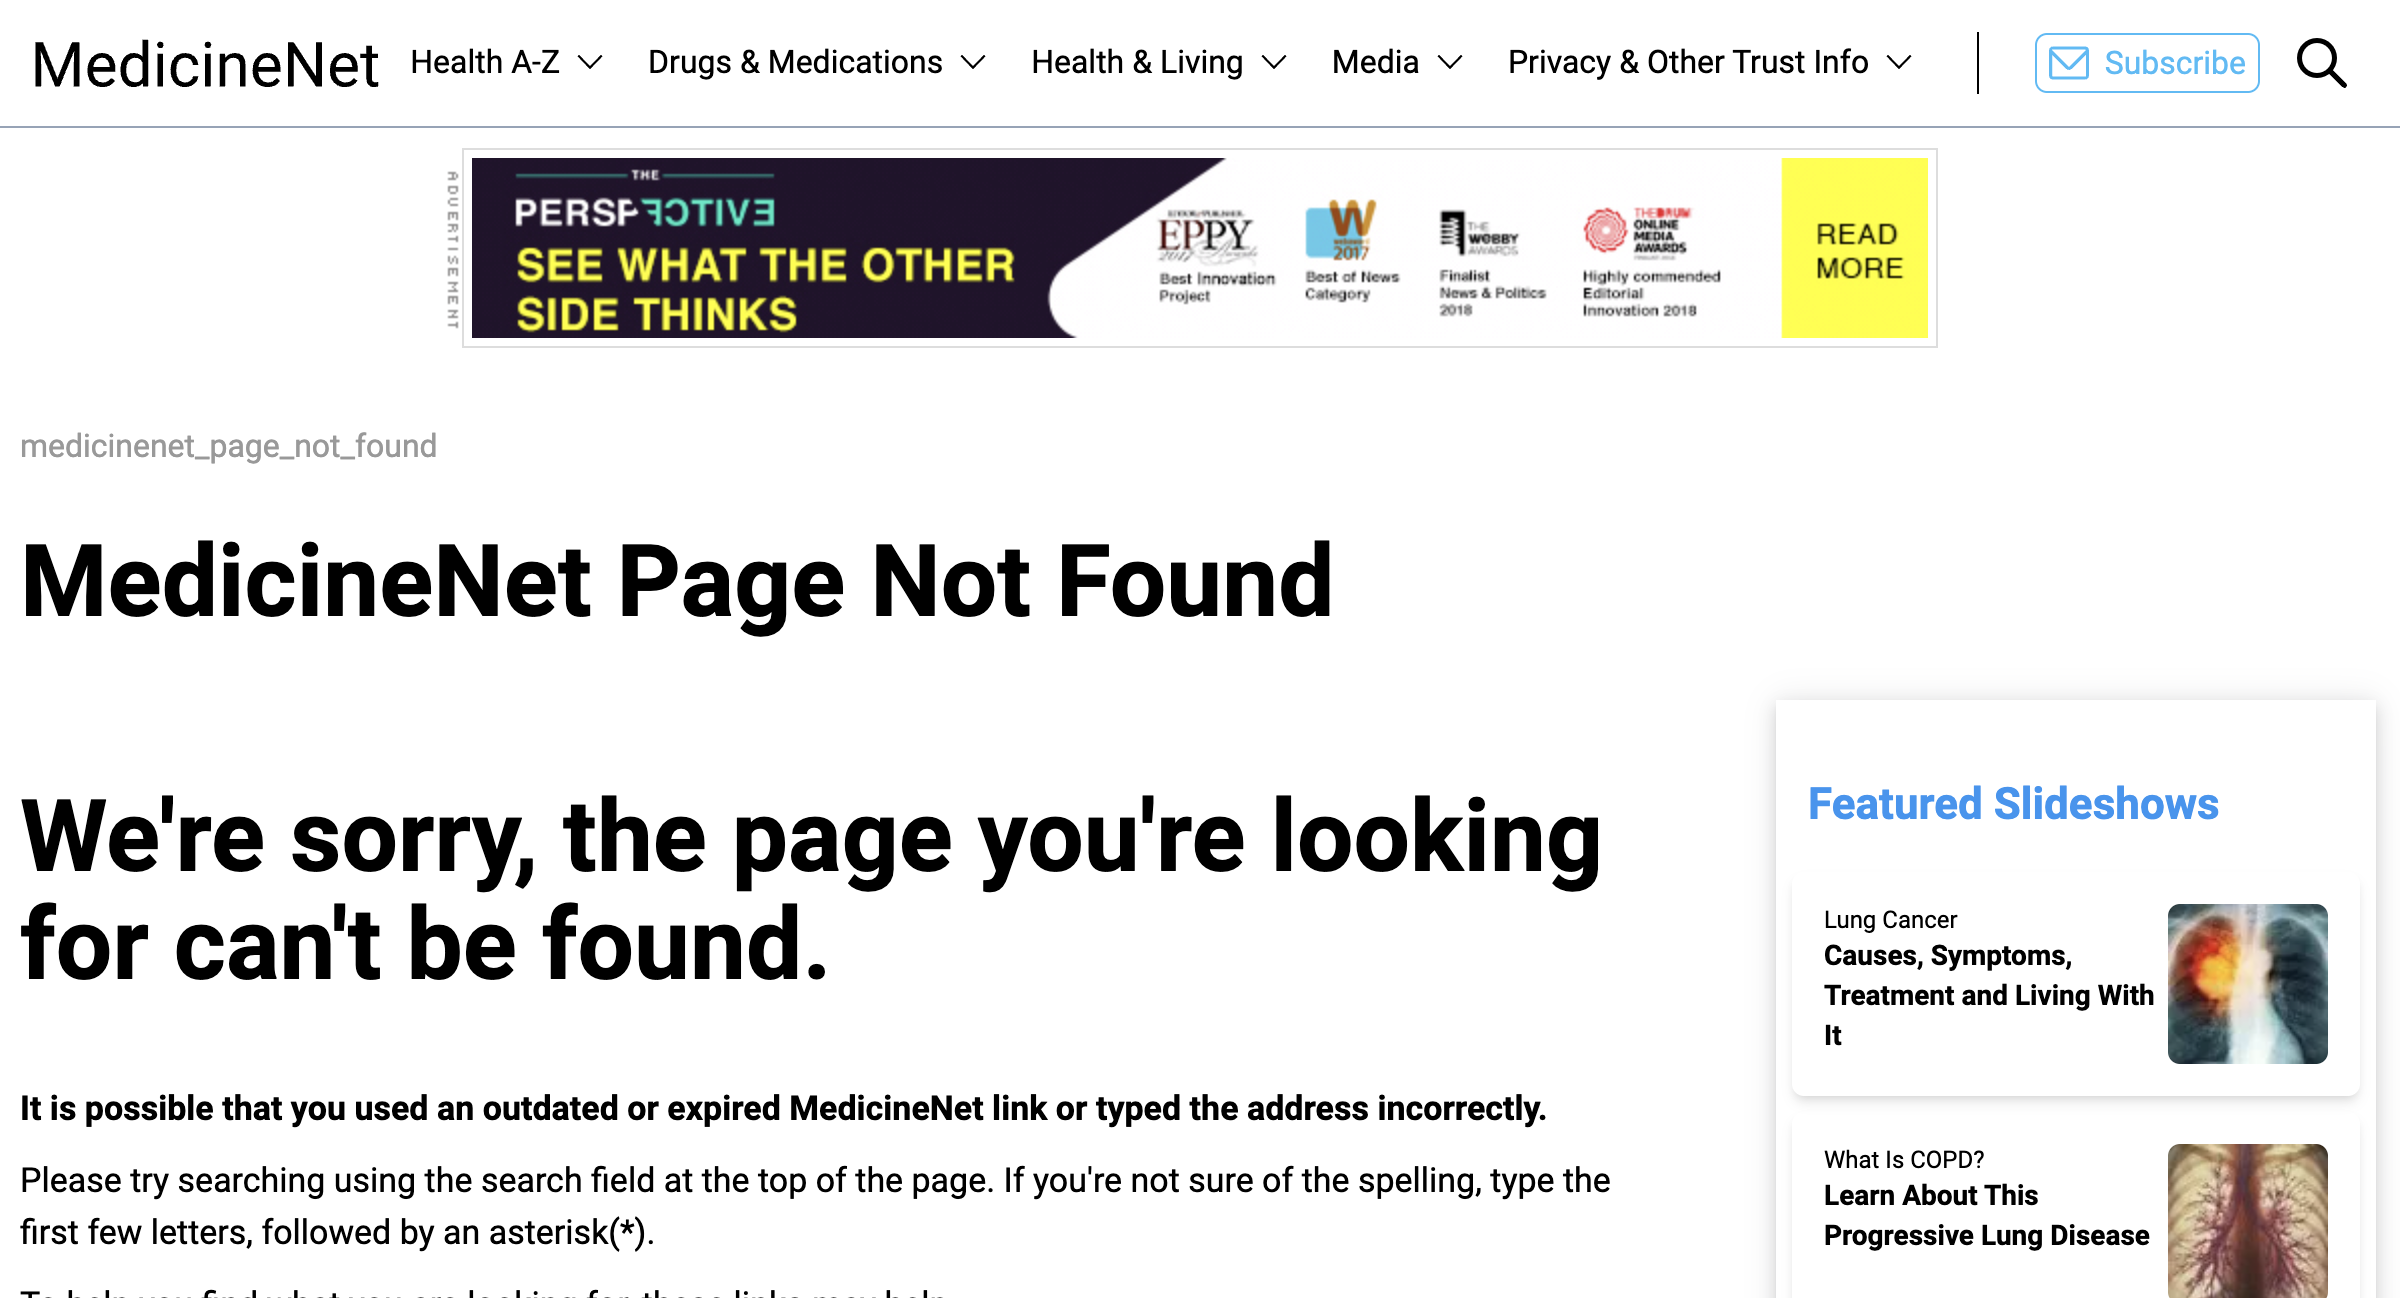 MedicineNet
Health A-Z
Drugs & Medications
Health & Living
Media
Privacy & Other Trust Info
Subscribe
ADVERTISEMENT
THE
PERSPECTIVE
SEE WHAT THE OTHER
SIDE THINKS
EPPY
2017
Best Innovation
Project
W
2017
Best of News
Category
THE
WEBBY
AWARDS
Finalist
News & Politics
2018
THEDRUM
ONLINE
MEDIA
AWARDS
Highly commended
Editorial
Innovation 2018
READ
MORE
medicinenet_page_not_found
MedicineNet Page Not Found
We're sorry, the page you're looking
for can't be found.
It is possible that you used an outdated or expired MedicineNet link or typed the address incorrectly.
Please try searching using the search field at the top of the page. If you're not sure of the spelling, type the
first few letters, followed by an asterisk(*).
Featured Slideshows
Lung Cancer
Causes, Symptoms,
Treatment and Living With
It
What Is COPD?
Learn About This
Progressive Lung Disease